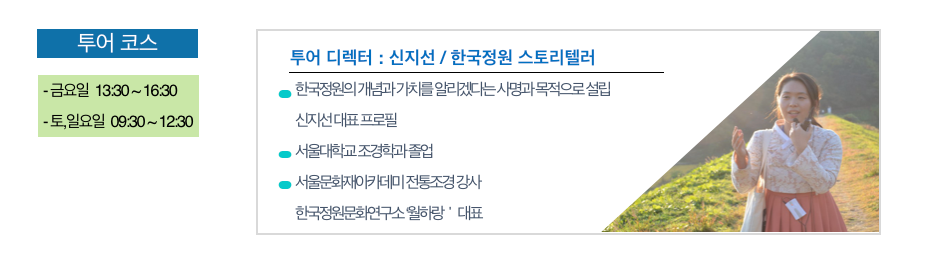 투어 코스
- 금요일 13:30 ~ 16:30
- 토,일요일 09:30 ~ 12:30
투어 디렉터 : 신지선 / 한국정원 스토리텔러
한국정원의 개념과 가치를 알리겠다는 사명과 목적으로 설립
신지선 대표 프로필
서울대학교 조경학과 졸업
서울문화재아카데미 전통조경 강사
한국정원문화연구소 '월하랑 ' 대표